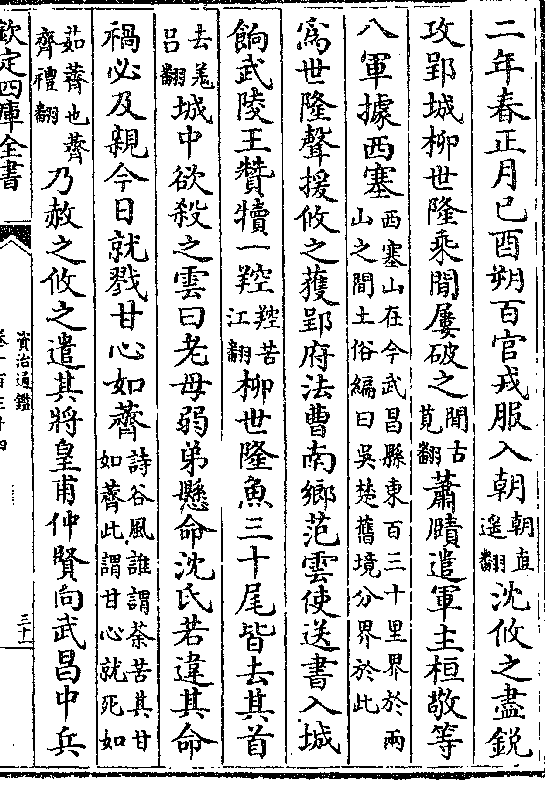 二年春正月己酉朔百官戎服入朝朝直遥翻沈攸之盡鋭
攻郢城柳世隆乘閒屢破之閒古莧翻蕭賾遣軍主桓敬等
八軍據西塞西塞山在今武昌縣東百三十里界於兩山之間土俗編曰吳楚舊境分界於此
爲世隆聲援攸之獲郢府法曹南鄉范雲使送書入城
餉武陵王贊犢一羫羫苦江翻柳世隆魚三十尾皆去其首
去羌吕翻城中欲殺之雲曰老母弱弟懸命沈氏若違其命
禍必及親今日就戮甘心如薺詩谷風誰謂荼苦其甘如薺此謂甘心就死如
茹薺也薺齊禮翻乃赦之攸之遣其將皇甫仲賢向武昌中兵
欽定四庫全書
資治通鑑
卷一百三十四
三十一